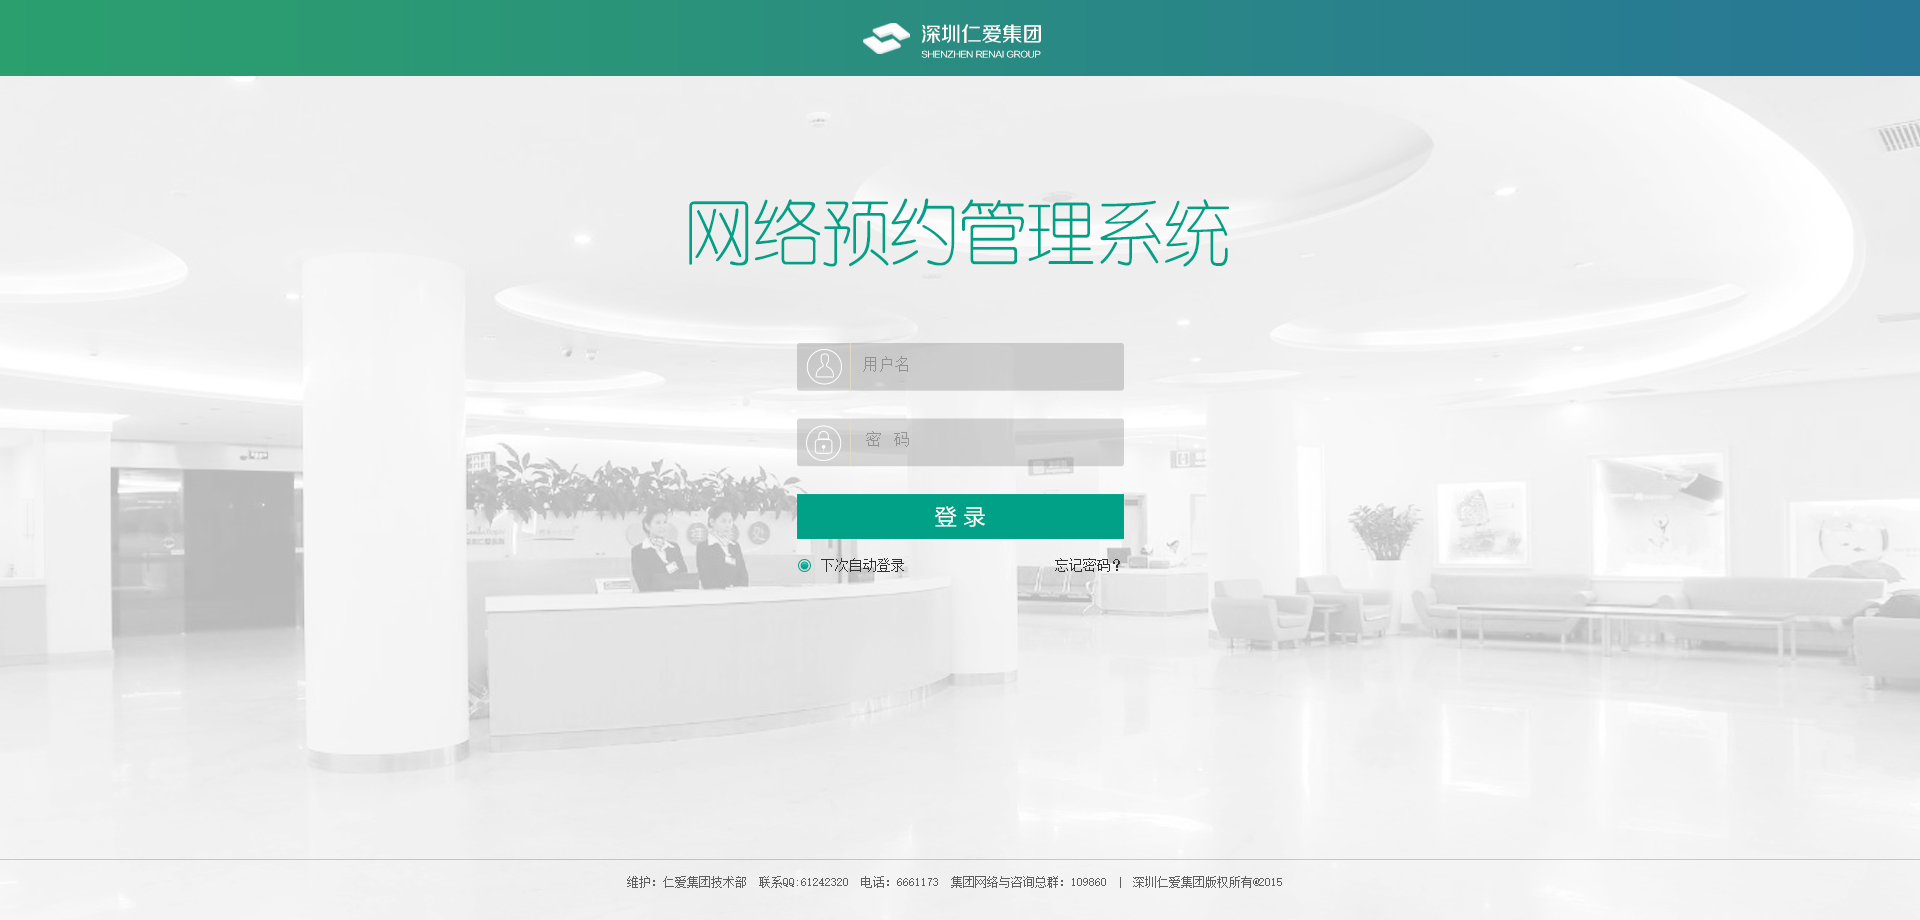 深圳仁爱集团
SHENZHEN RENAI GROUP
网络预约管理系统
用户名
密 码
登 录
下次自动登录 忘记密码？
维护：仁爱集团技术部 联系QQ:61242320 电话：6661173 集团网络与咨询总群：109860 | 深圳仁爱集团版权所有@2015